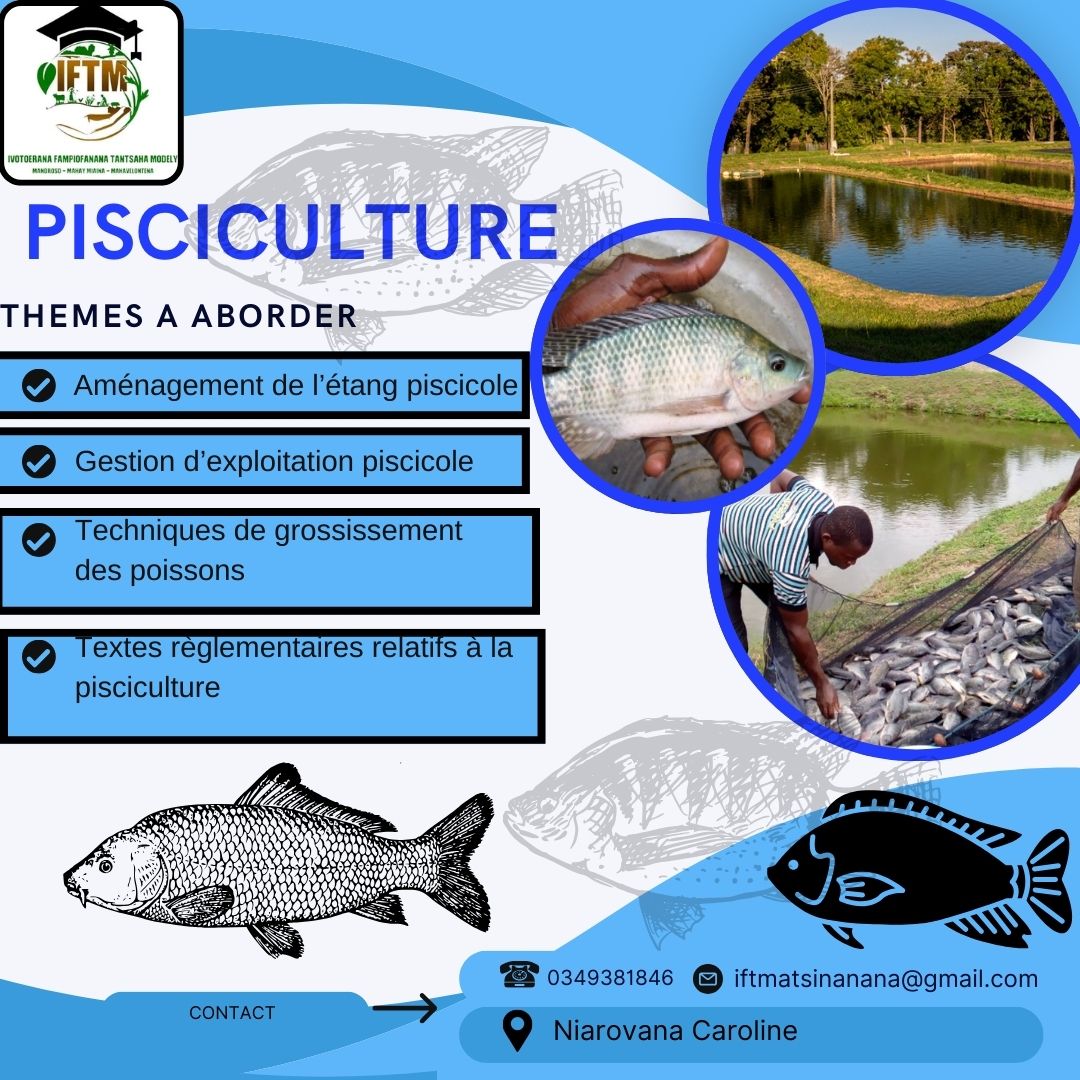 IFTM
IVOTOERANA FAMPIOFANANA TANTSAHA MODELY
MANDROSO - MAHAY MIAINA - MAHAVELONTENA
PISCICULTURE
THEMES A ABORDER
Aménagement de l’étang piscicole
Gestion d’exploitation piscicole
Techniques de grossissement
des poissons
Textes règlementaires relatifs à la
pisciculture
CONTACT
0349381846 iftmatsinanana@gmail.com
Niarovana Caroline